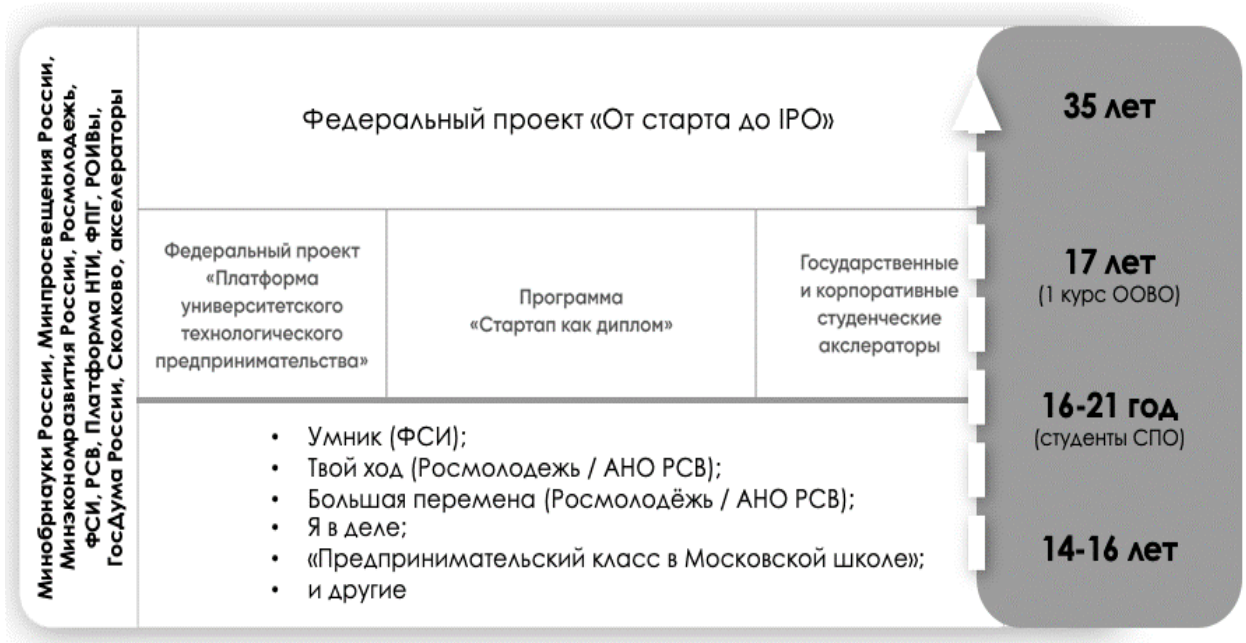 Минобрнауки России, Минпросвещения России,
Минэкономразвития России, Росмолодежь,
ФСИ, РСВ, Платформа НТИ, ФПГ, РОИВы,
ГосДума России, Сколково, акселераторы
Федеральный проект «От старта до IPO»
Федеральный проект
«Платформа
университетского
технологического
предпринимательства»
Программа
«Стартап как диплом»
Государственные
и корпоративные
студенческие
акслераторы
• Умник (ФСИ);
• Твой ход (Росмолодежь / АНО РСВ);
• Большая перемена (Росмолодёжь / АНО РСВ);
• Я в деле;
• «Предпринимательский класс в Московской школе»;
• и другие
35 лет
17 лет
(1 курс ООВО)
16-21 год
(студенты СПО)
14-16 лет